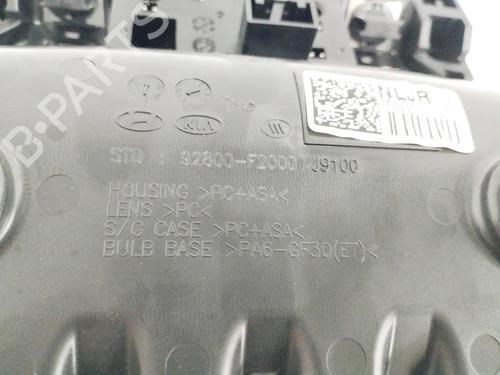 NLJR
KIA
STD
92800-F2000/J9100
HOUSING >PC+ASA<
LENS >PC<
S/G CASE >PC+ASA<
BULB BASE >PA6-GF30(ET)<
B-PARTS